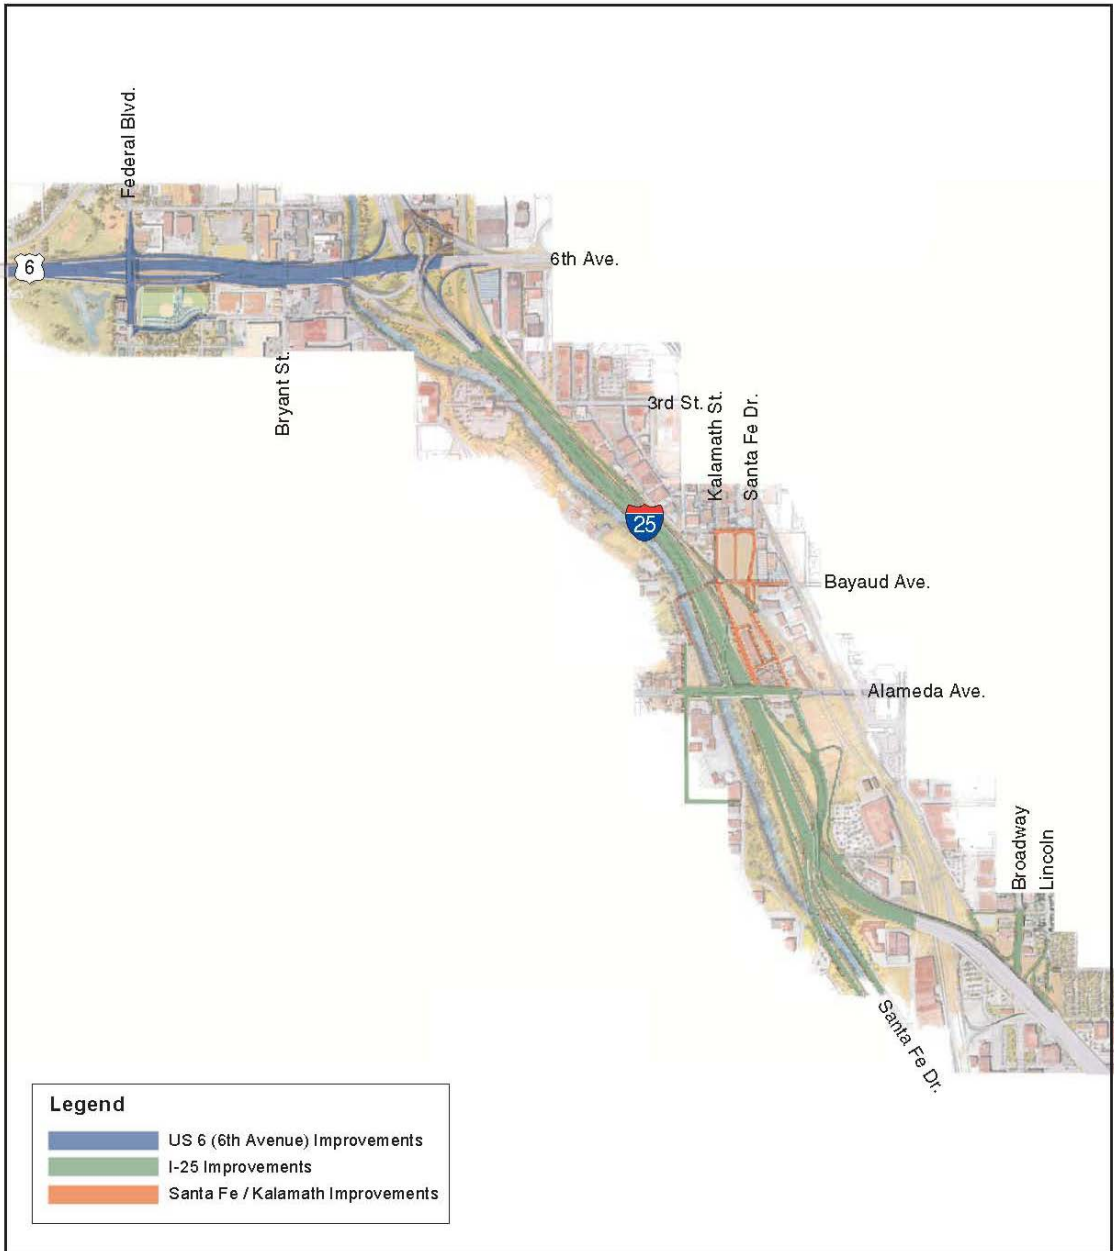 Federal Blvd.
6
6th Ave.
Bryant St.
3rd St.
Kalamath St.
Santa Fe Dr.
25
Bayaud Ave.
Alameda Ave.
Broadway
Lincoln
Santa Fe Dr.
Legend
US 6 (6th Avenue) Improvements
I-25 Improvements
Santa Fe / Kalamath Improvements